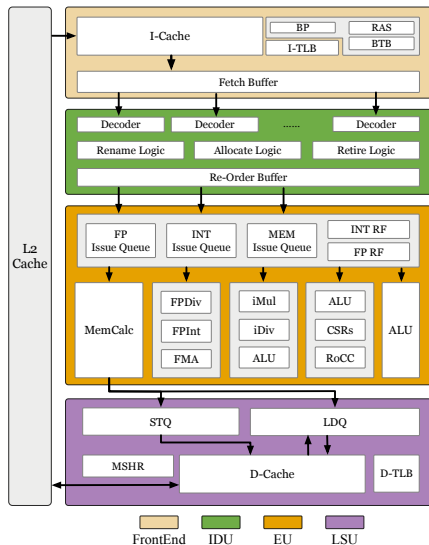 BP
RAS
I-Cache
I-TLB
BTB
Fetch Buffer
Decoder
Decoder
......
Decoder
Rename Logic
Allocate Logic
Retire Logic
Re-Order Buffer
L2
Cache
FP
Issue Queue
INT
Issue Queue
MEM
Issue Queue
INT RF
FP RF
MemCalc
FPDiv
FPInt
FMA
iMul
iDiv
ALU
ALU
CSRs
RoCC
ALU
STQ
LDQ
MSHR
D-Cache
D-TLB
FrontEnd
IDU
EU
LSU